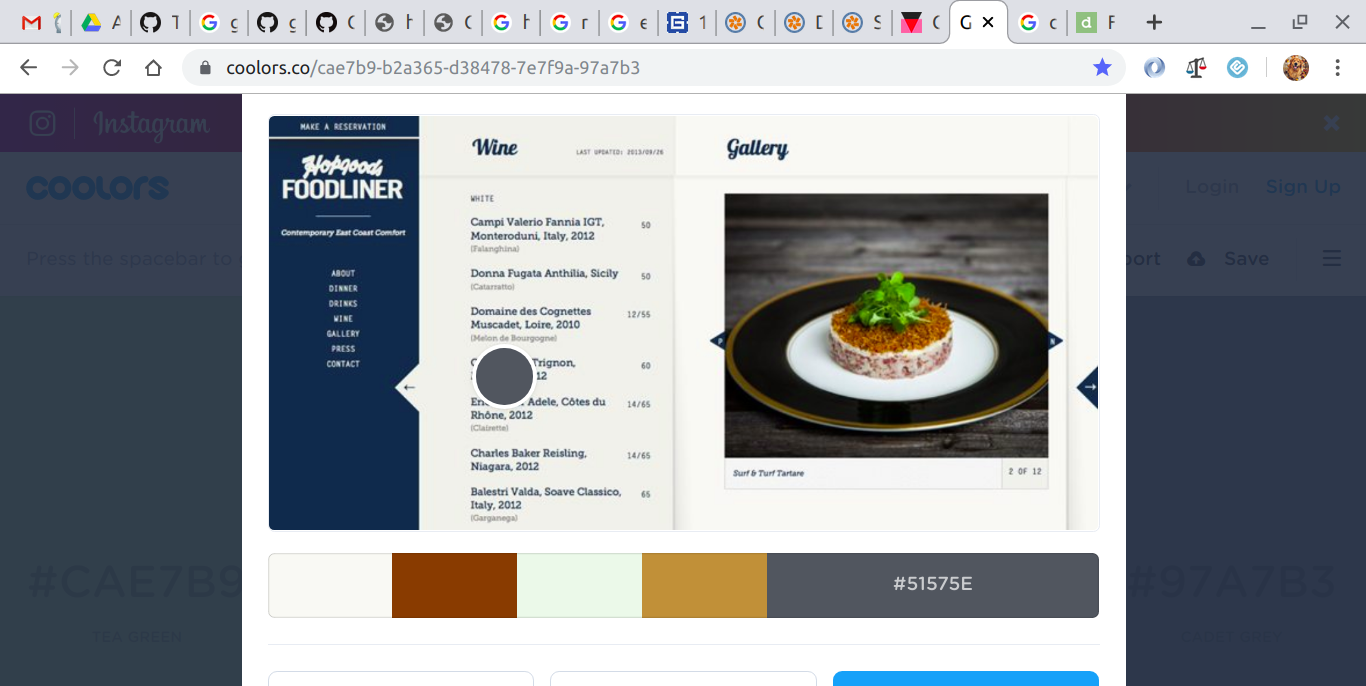 A
T
g
g
C
h
C
h
r
e
1
C
D
S
C
G
c
F
coolors.co/cae7b9-b2a365-d38478-7e7f9a-97a7b3
Instagram
coolors
Login
Sign Up
Press the spacebar to
port
Save
MAKE A RESERVATION
Hopgoods
FOODLINER
Contemporary East Coast Comfort
ABOUT
DINNER
DRINKS
WINE
GALLERY
PRESS
CONTACT
Wine
LAST UPDATED: 2013/09/26
WHITE
Campi Valerio Fannia IGT,
Monteroduni, Italy, 2012
50
(Falanghina)
Donna Fugata Anthilia, Sicily
50
(Catarratto)
Domaine des Cognettes
Muscadet, Loire, 2010
12/55
(Melon de Bourgogne)
Trignon,
12
60
Adele, Côtes du
Rhône, 2012
14/65
(Clairette)
Charles Baker Reisling,
Niagara, 2012
14/65
Balestri Valda, Soave Classico,
Italy, 2012
65
(Garganega)
Gallery
P
N
Surf & Turf Tartare
2 OF 12
#51575E
#CAE7B9
TEA GREEN
#97A7B3
CADET GREY